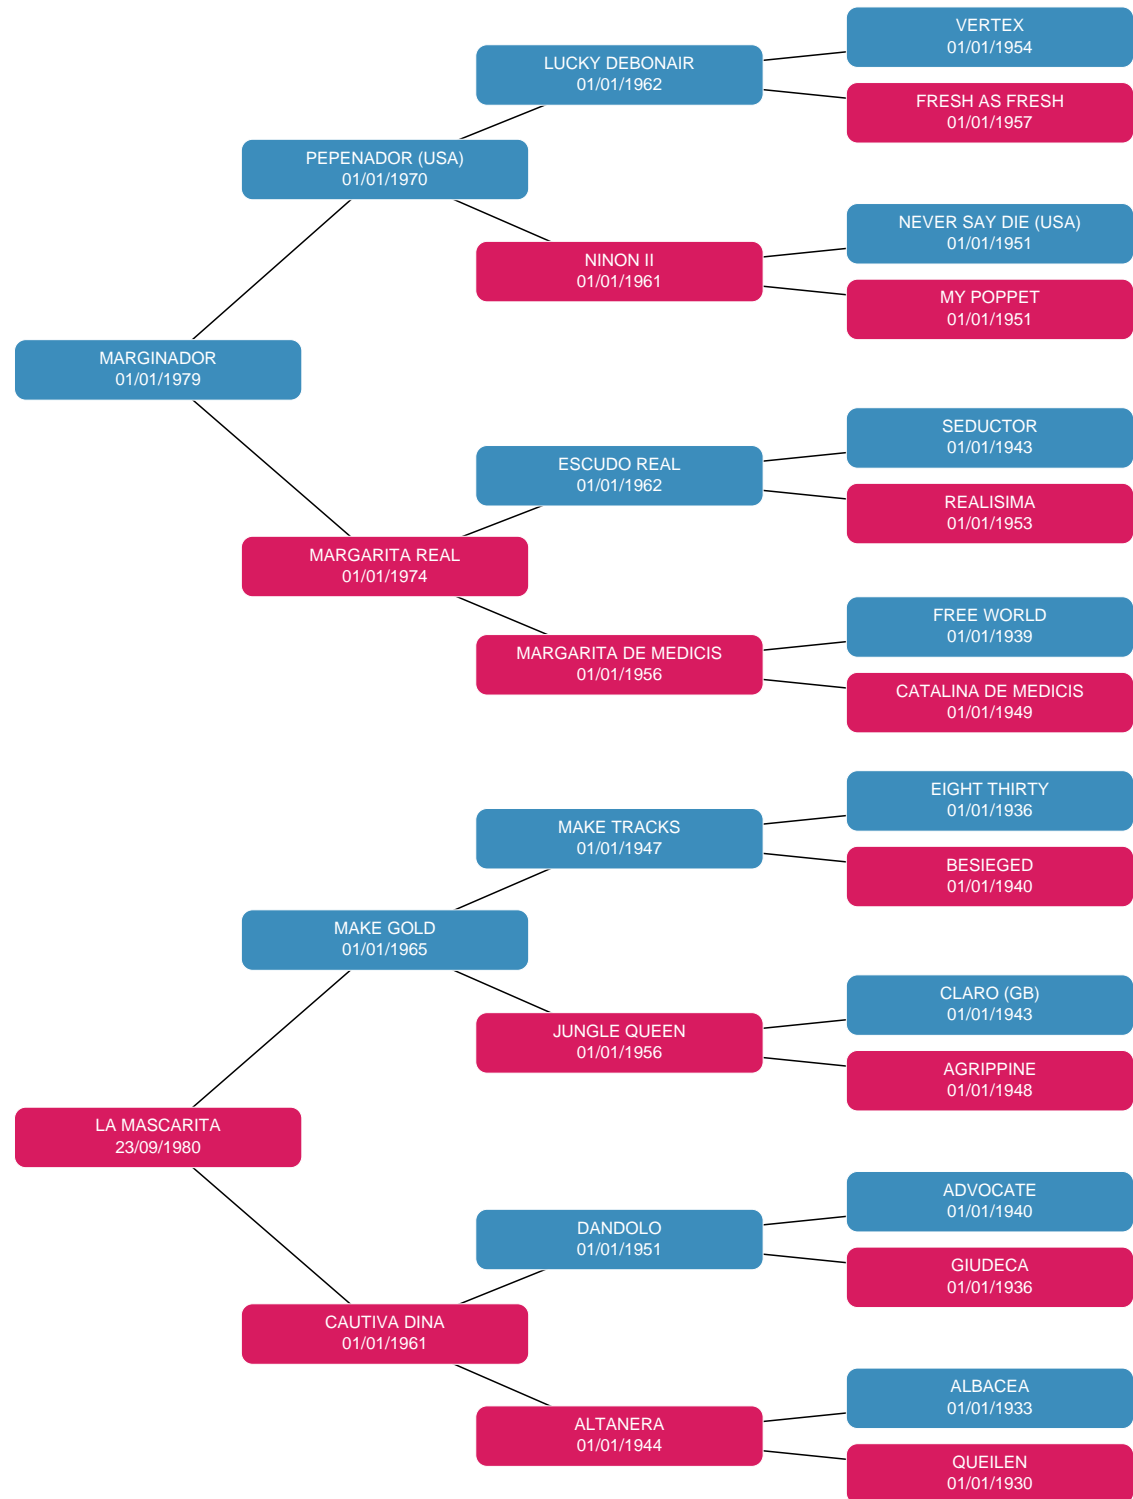 VERTEX
01/01/1954
LUCKY DEBONAIR
01/01/1962
FRESH AS FRESH
01/01/1957
PEPENADOR (USA)
01/01/1970
NEVER SAY DIE (USA)
01/01/1951
NINON II
01/01/1961
MY POPPET
01/01/1951
MARGINADOR
01/01/1979
SEDUCTOR
01/01/1943
ESCUDO REAL
01/01/1962
REALISIMA
01/01/1953
MARGARITA REAL
01/01/1974
FREE WORLD
01/01/1939
MARGARITA DE MEDICIS
01/01/1956
CATALINA DE MEDICIS
01/01/1949
EIGHT THIRTY
01/01/1936
MAKE TRACKS
01/01/1947
BESIEGED
01/01/1940
MAKE GOLD
01/01/1965
CLARO (GB)
01/01/1943
JUNGLE QUEEN
01/01/1956
AGRIPPINE
01/01/1948
LA MASCARITA
23/09/1980
ADVOCATE
01/01/1940
DANDOLO
01/01/1951
GIUDECA
01/01/1936
CAUTIVA DINA
01/01/1961
ALBACEA
01/01/1933
ALTANERA
01/01/1944
QUEILEN
01/01/1930